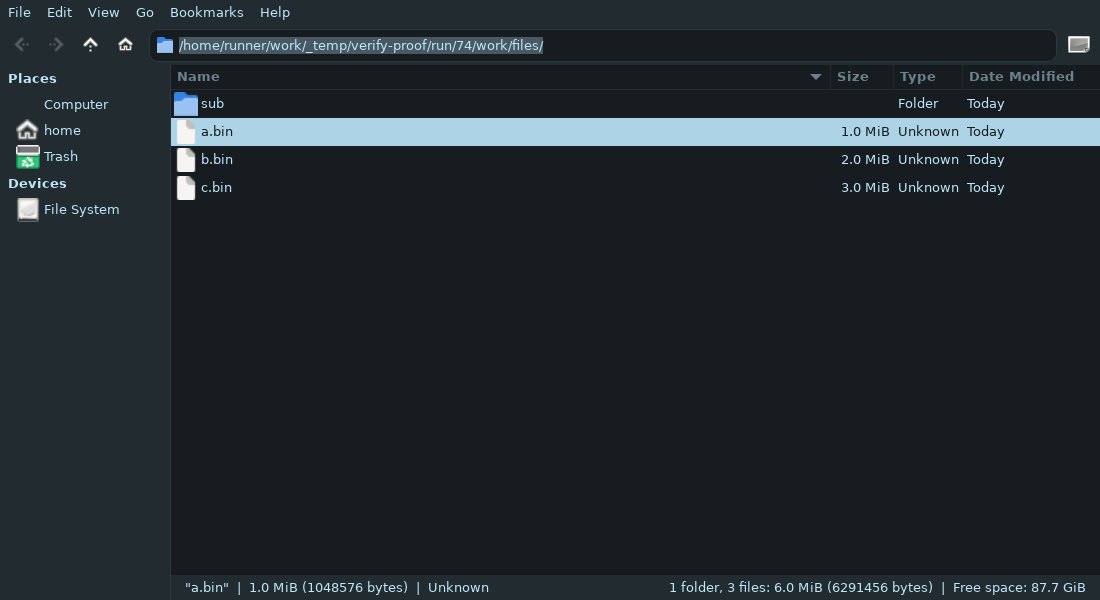 File Edit View Go Bookmarks Help
/home/runner/work/_temp/verify-proof/run/74/work/files/
Places
Computer
home
Trash
Devices
File System
Name Size Type Date Modified
sub Folder Today
a.bin 1.0 MiB Unknown Today
b.bin 2.0 MiB Unknown Today
c.bin 3.0 MiB Unknown Today
"a.bin" | 1.0 MiB (1048576 bytes) | Unknown
1 folder, 3 files: 6.0 MiB (6291456 bytes) | Free space: 87.7 GiB